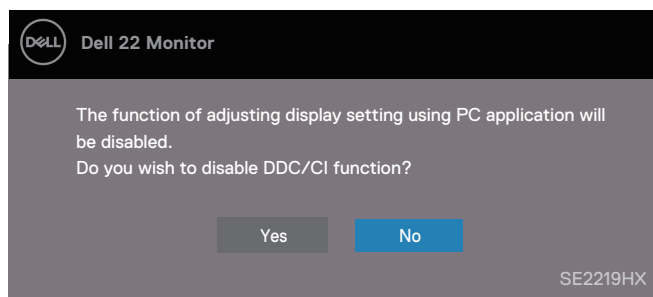 DELL
Dell 22 Monitor
The function of adjusting display setting using PC application will
be disabled.
Do you wish to disable DDC/CI function?
Yes No
SE2219HX